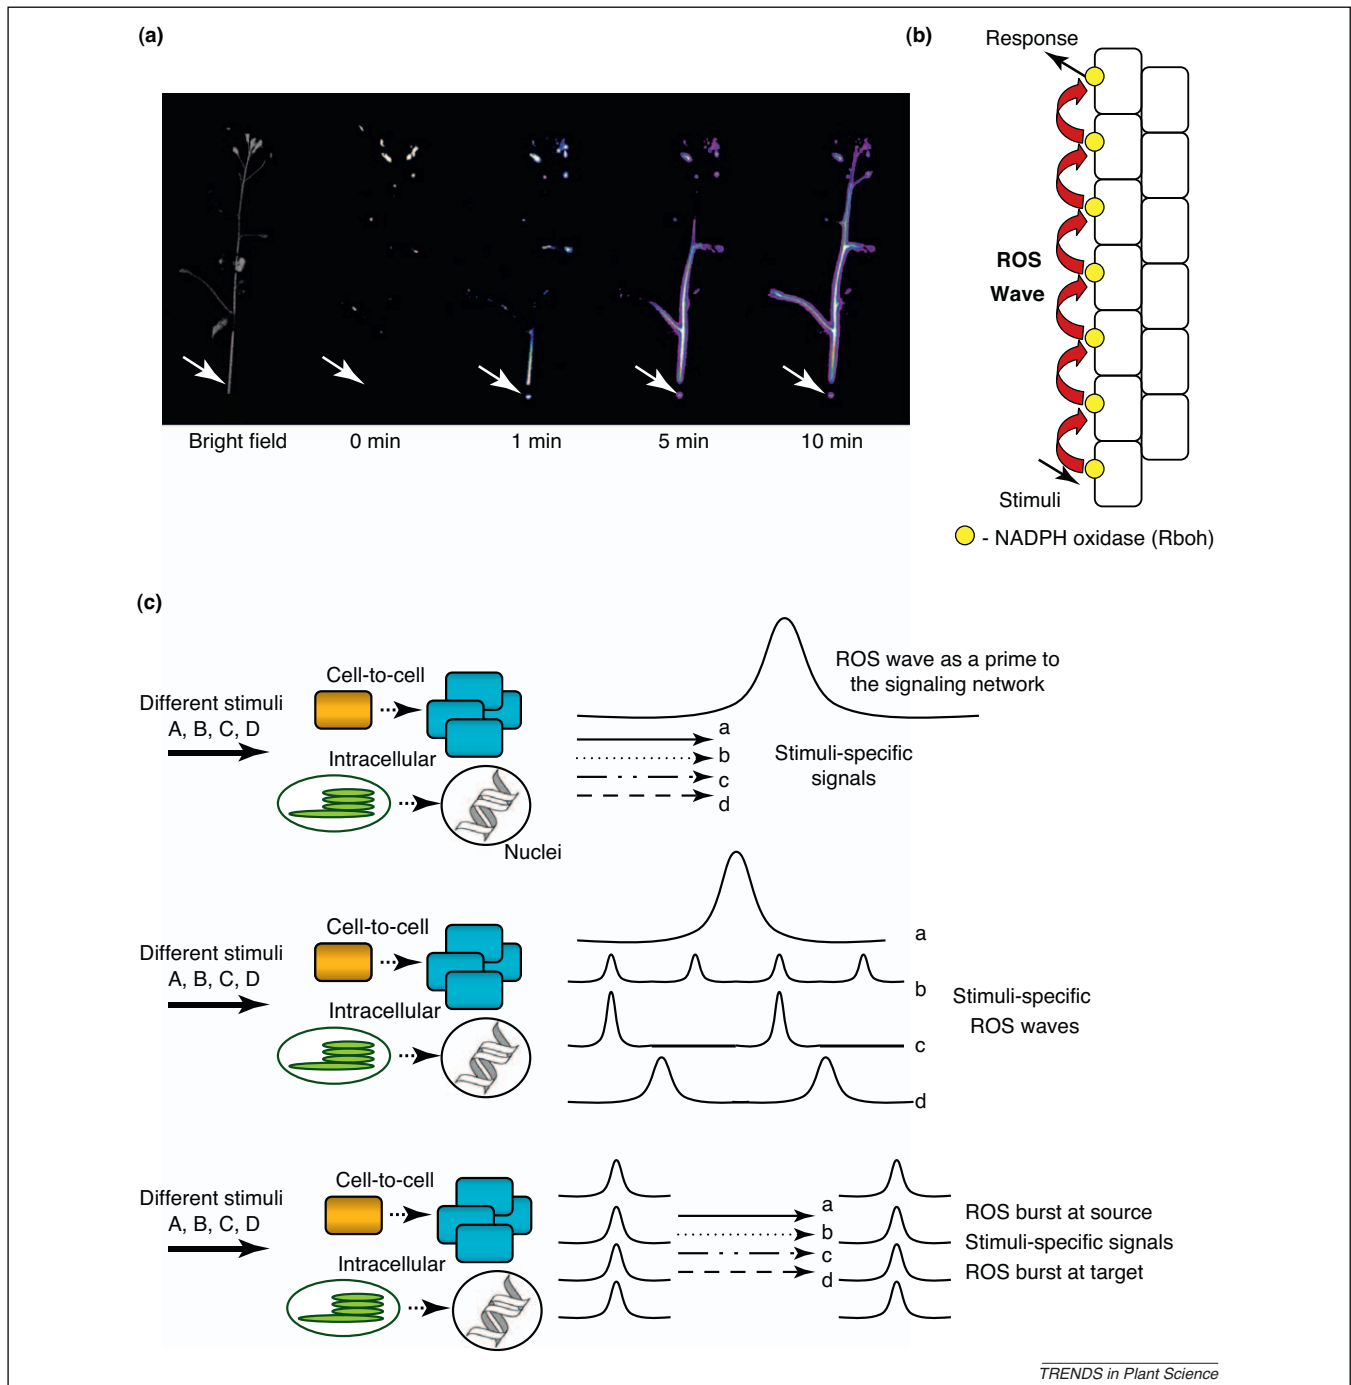 (a)
Bright field
0 min
1 min
5 min
10 min
(b)
Response
ROS
Wave
Stimuli
- NADPH oxidase (Rboh)
(c)
Different stimuli
A, B, C, D
Cell-to-cell
Intracellular
Nuclei
ROS wave as a prime to
the signaling network
a
b
c
d
Stimuli-specific
signals
Different stimuli
A, B, C, D
Cell-to-cell
Intracellular
a
b
c
d
Stimuli-specific
ROS waves
Different stimuli
A, B, C, D
Cell-to-cell
Intracellular
a
b
c
d
ROS burst at source
Stimuli-specific signals
ROS burst at target
TRENDS in Plant Science